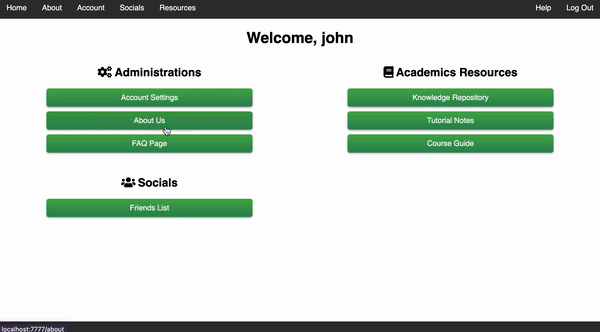 Home About Account Socials Resources Help Log Out
Welcome, john
Administrations
Account Settings
About Us
FAQ Page
Academics Resources
Knowledge Repository
Tutorial Notes
Course Guide
Socials
Friends List
localhost:7777/about